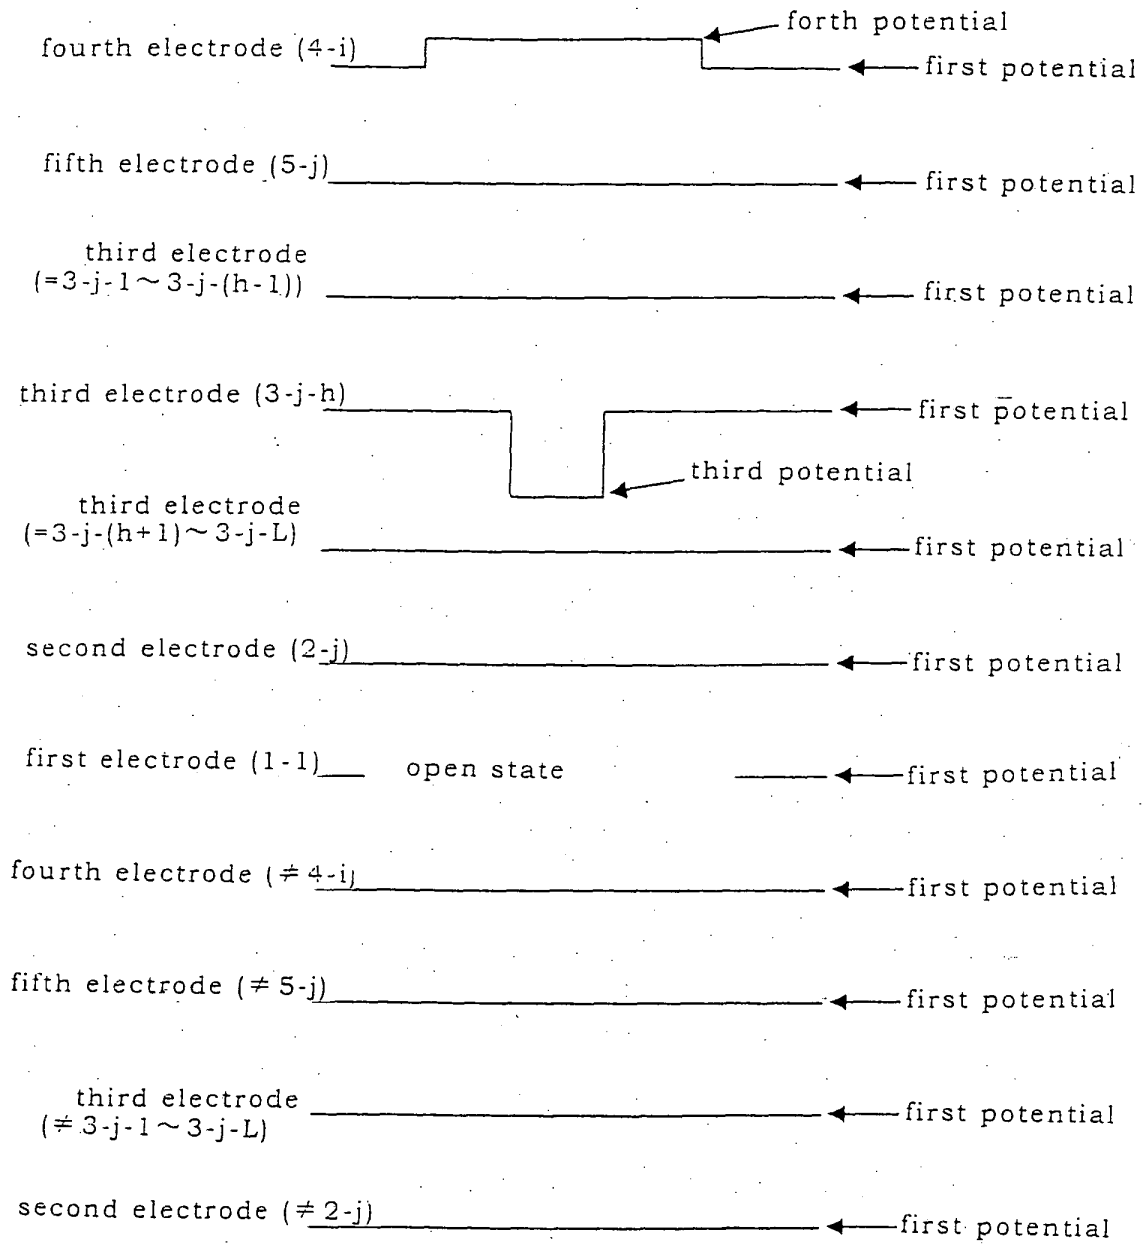 forth potential
fourth electrode (4-i)
first potential
fifth electrode (5-j)
first potential
third electrode
(=3-j-1~3-j-(h-1))
first potential
third electrode (3-j-h)
first potential
third potential
third electrode
(=3-j-(h+1)~3-j-L)
first potential
second electrode (2-j)
first potential
first electrode (1-1)
open state
first potential
fourth electrode (≠4-i)
first potential
fifth electrode (≠5-j)
first potential
third electrode
(≠3-j-1~3-j-L)
first potential
second electrode (≠2-j)
first potential